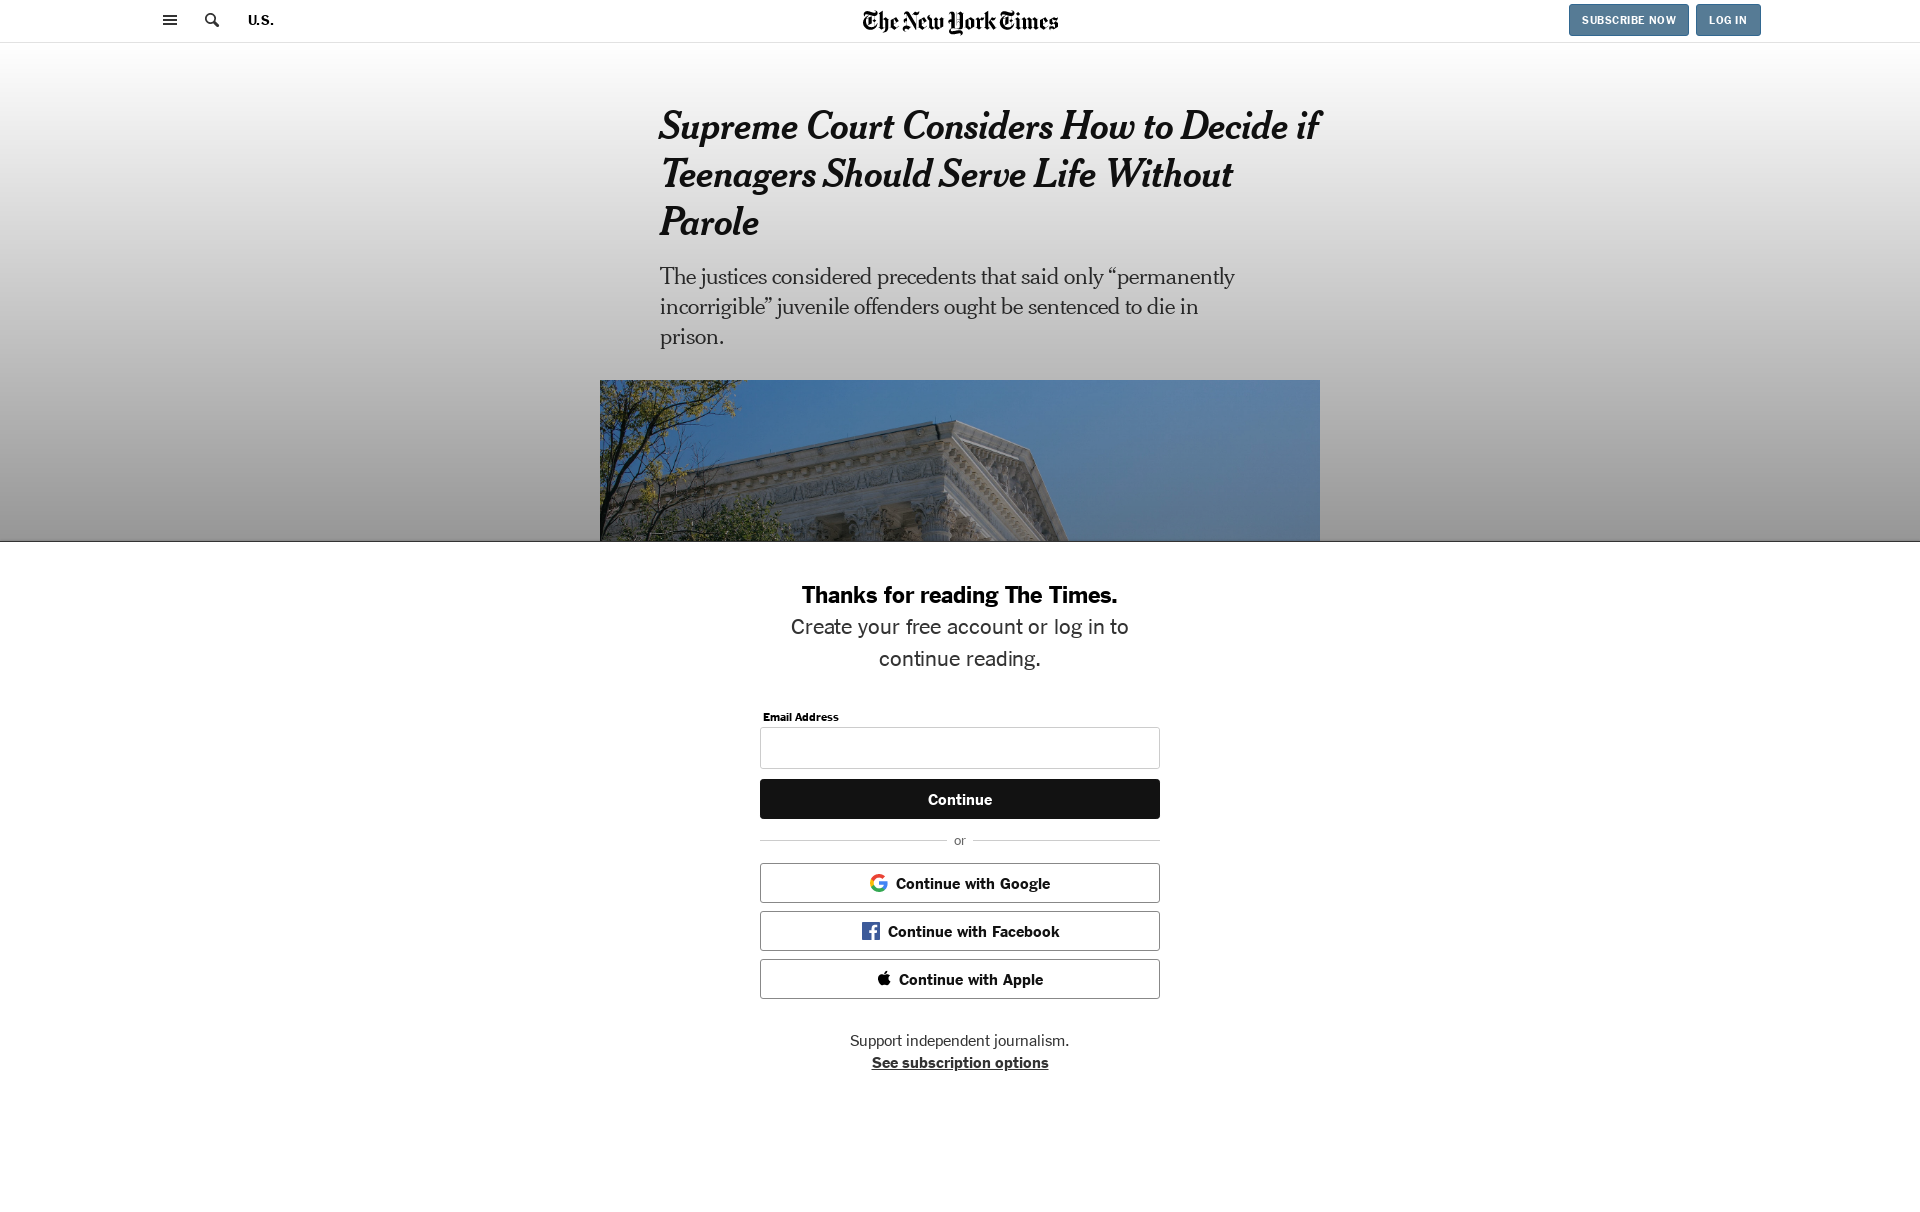 U.S.
The New York Times
SUBSCRIBE NOW
LOG IN
Supreme Court Considers How to Decide if
Teenagers Should Serve Life Without
Parole
The justices considered precedents that said only “permanently
incorrigible” juvenile offenders ought be sentenced to die in
prison.
Thanks for reading The Times.
Create your free account or log in to
continue reading.
Email Address
Continue
or
Continue with Google
Continue with Facebook
Continue with Apple
Support independent journalism.
See subscription options